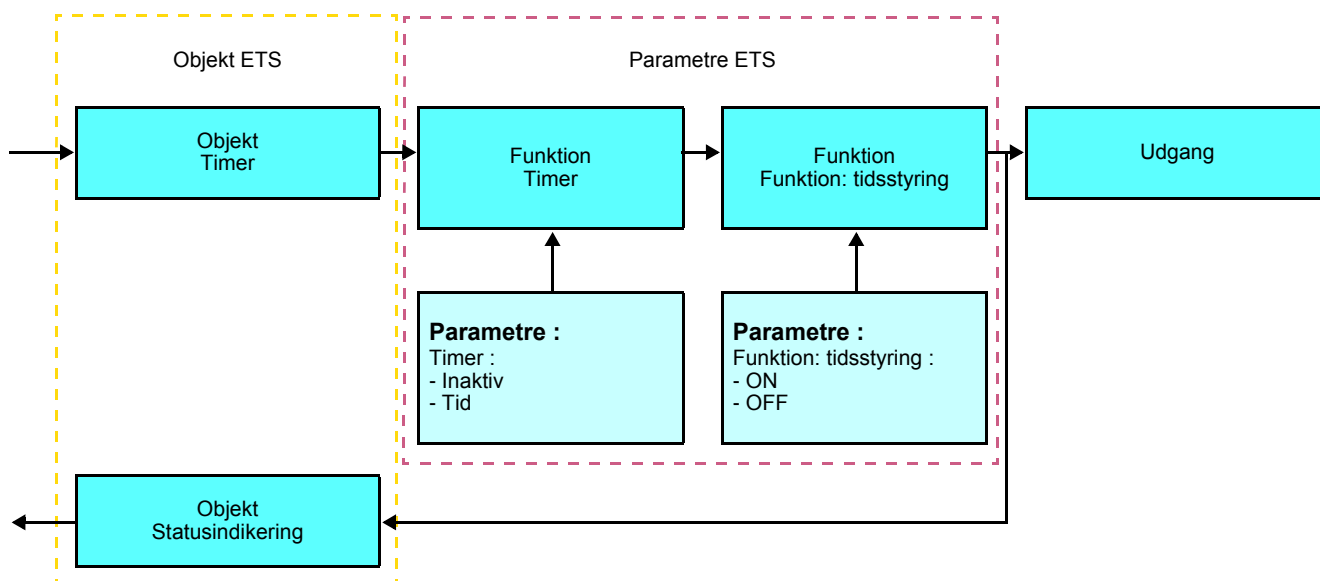 Objekt ETS
Parametre ETS
Objekt
Timer
Funktion
Timer
Funktion
Funktion: tidsstyring
Udgang
Parametre :
Timer :
- Inaktiv
- Tid
Parametre :
Funktion: tidsstyring :
- ON
- OFF
Objekt
Statusindikering